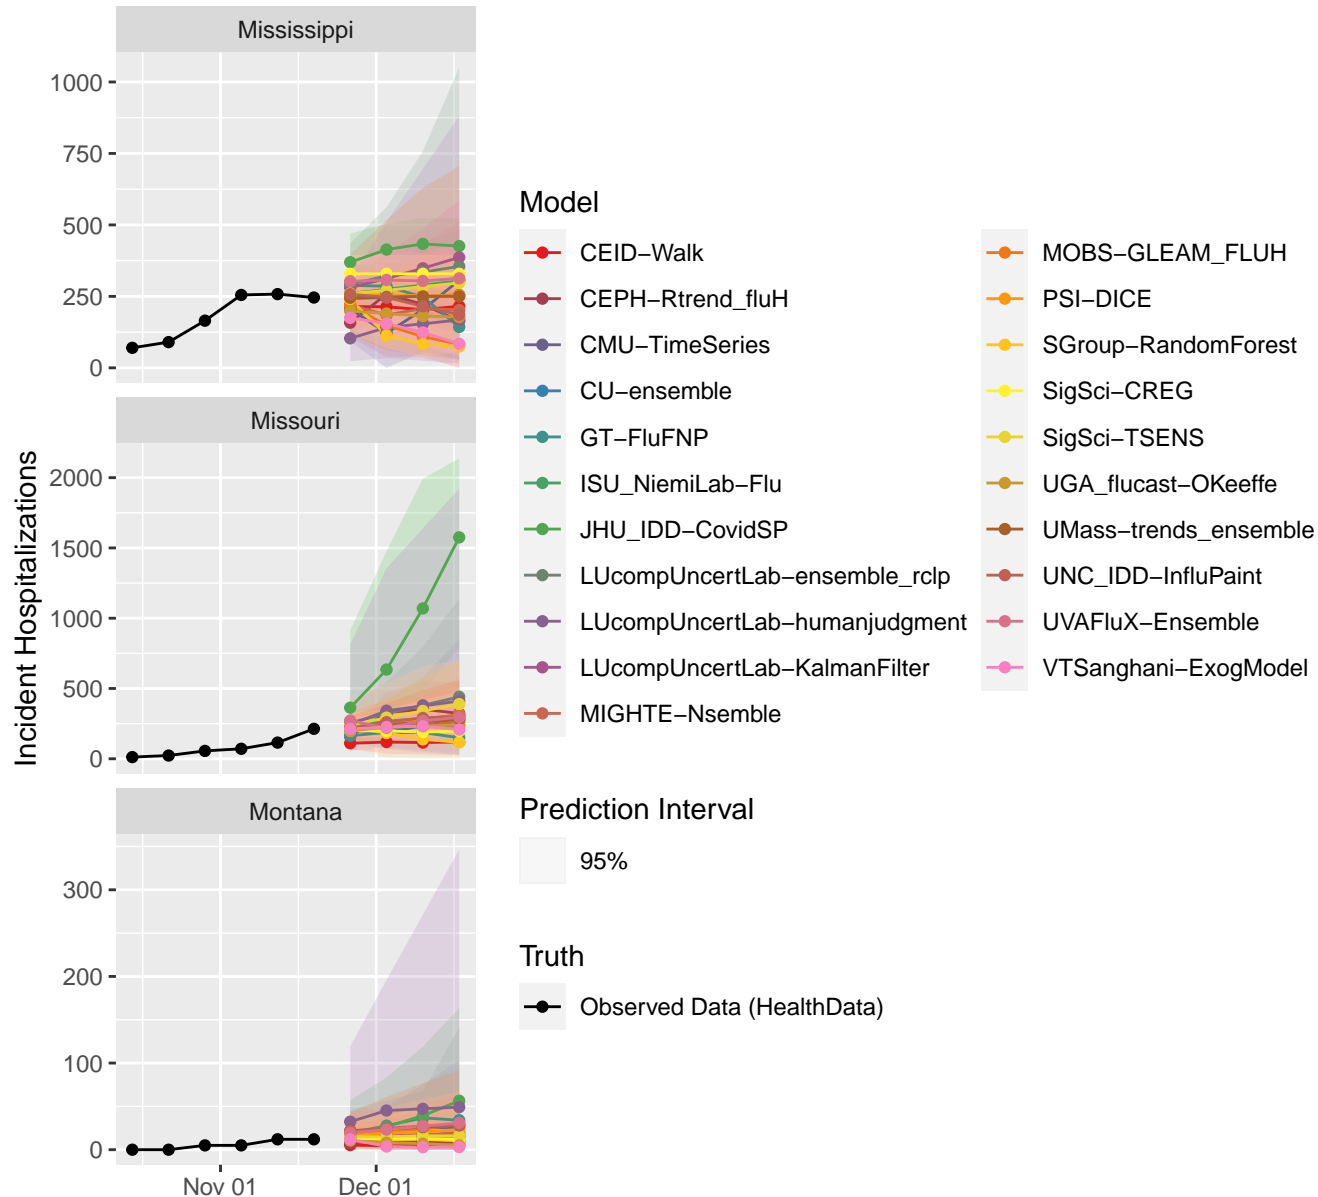 Mississippi
1000
750
500
250
0
Missouri
2000
1500
1000
500
0
Montana
300
200
100
0
Nov 01
Dec 01
Incident Hospitalizations
Model
CEID−Walk
CEPH−Rtrend_fluH
CMU−TimeSeries
CU−ensemble
GT−FluFNP
ISU_NiemiLab−Flu
JHU_IDD−CovidSP
LUcompUncertLab−ensemble_rclp
LUcompUncertLab−humanjudgment
LUcompUncertLab−KalmanFilter
MIGHTE−Nsemble
MOBS−GLEAM_FLUH
PSI−DICE
SGroup−RandomForest
SigSci−CREG
SigSci−TSENS
UGA_flucast−OKeeffe
UMass−trends_ensemble
UNC_IDD−InfluPaint
UVAFluX−Ensemble
VTSanghani−ExogModel
Prediction Interval
95%
Truth
Observed Data (HealthData)